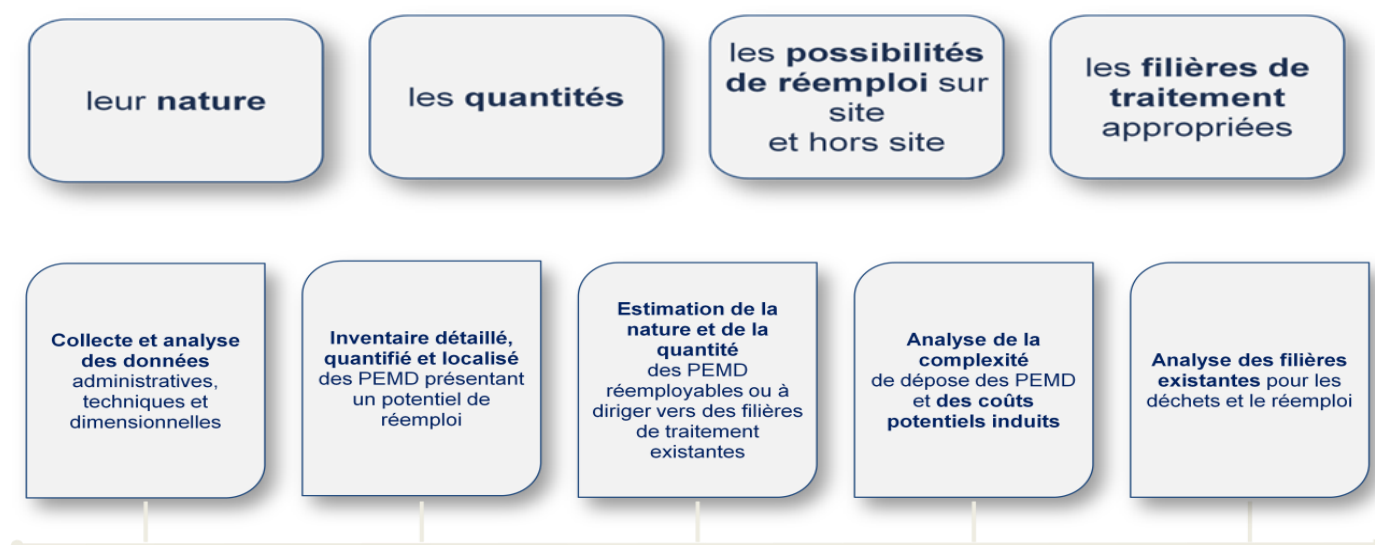 leur nature
les quantités
les possibilités
de réemploi sur
site
et hors site
les filières de
traitement
appropriées
Collecte et analyse
des données
administratives,
techniques et
dimensionnelles
Inventaire détaillé,
quantifié et localisé
des PEMD présentant
un potentiel de
réemploi
Estimation de la
nature et de la
quantité
des PEMD
réemployables ou à
diriger vers des filières
de traitement
existantes
Analyse de la
complexité
de dépose des PEMD
et des coûts
potentiels induits
Analyse des filières
existantes pour les
déchets et le réemploi